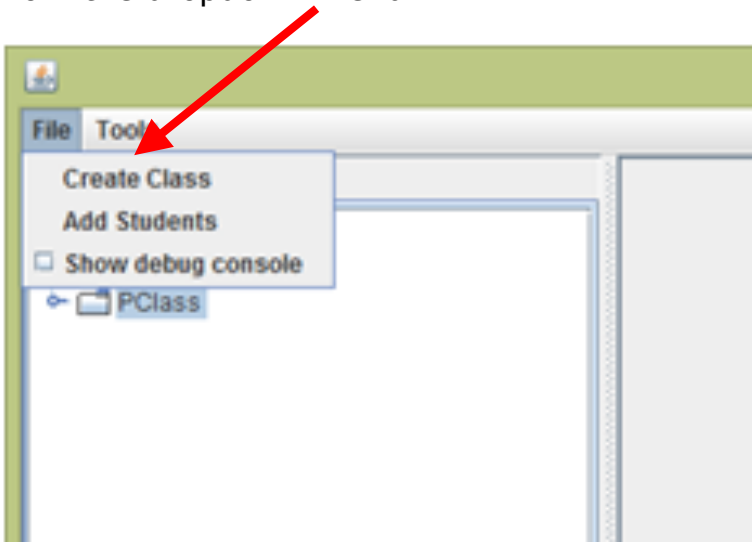 File Tools
Create Class
Add Students
Show debug console
PClass